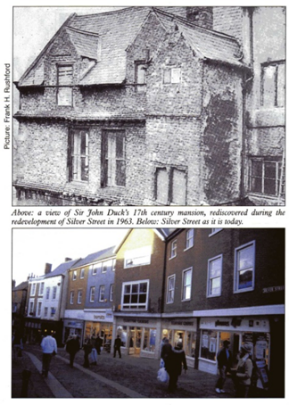 Picture: Frank H. Rushford
Above: a view of Sir John Duck's 17th century mansion, rediscovered during the
redevelopment of Silver Street in 1963. Below: Silver Street as it is today.